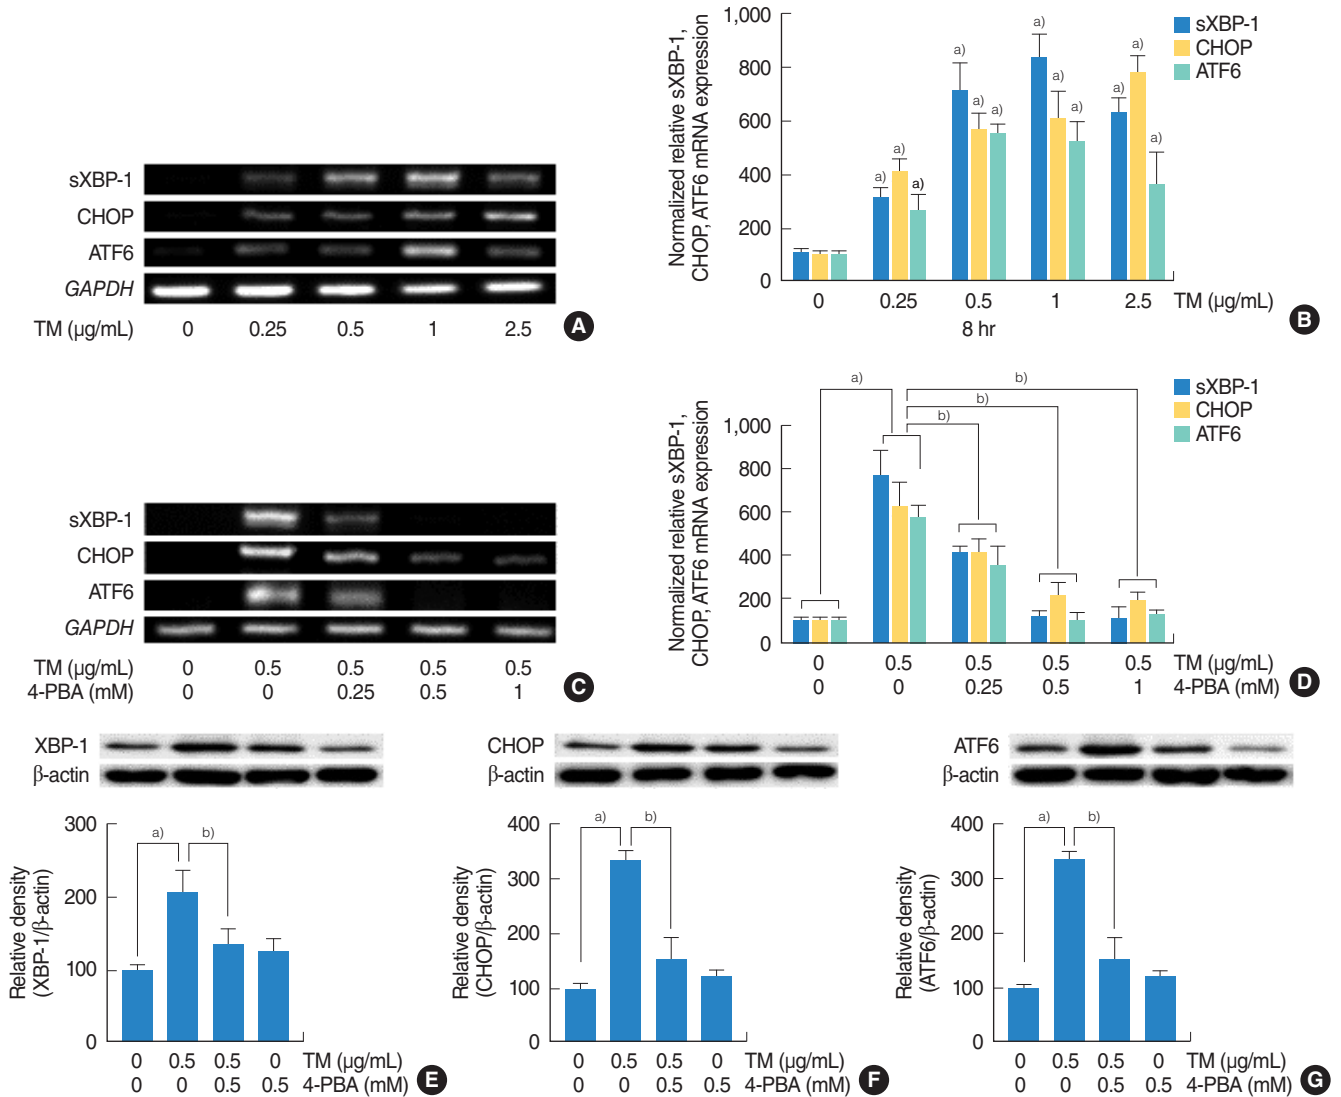 sXBP-1
CHOP
ATF6
GAPDH
TM (µg/mL) 0 0.25 0.5 1 2.5
A
Normalized relative sXBP-1,
CHOP, ATF6 mRNA expression
1,000
800
600
400
200
0
a) a) a)
a) a) a)
a) a) a)
a) a) a)
sXBP-1
CHOP
ATF6
0 0.25 0.5 1 2.5 TM (µg/mL)
8 hr
B
sXBP-1
CHOP
ATF6
GAPDH
TM (µg/mL) 0 0.5 0.5 0.5 0.5
4-PBA (mM) 0 0 0.25 0.5 1
C
Normalized relative sXBP-1,
CHOP, ATF6 mRNA expression
1,000
800
600
400
200
0
a) b)
b)
b)
sXBP-1
CHOP
ATF6
0 0.5 0.5 0.5 0.5 TM (µg/mL)
0 0 0.25 0.5 1 4-PBA (mM)
D
XBP-1
β-actin
Relative density
(XBP-1/β-actin)
300
200
100
0
a) b)
0 0.5 0.5 0 TM (µg/mL)
0 0 0.5 0.5 4-PBA (mM)
E
CHOP
β-actin
Relative density
(CHOP/β-actin)
400
300
200
100
0
a) b)
0 0.5 0.5 0 TM (µg/mL)
0 0 0.5 0.5 4-PBA (mM)
F
ATF6
β-actin
Relative density
(ATF6/β-actin)
400
300
200
100
0
a) b)
0 0.5 0.5 0 TM (µg/mL)
0 0 0.5 0.5 4-PBA (mM)
G